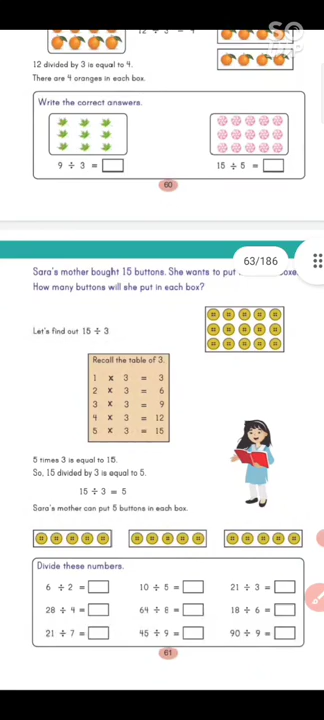 12 ÷ 3 = 4
12 divided by 3 is equal to 4.
There are 4 oranges in each box.
Write the correct answers.
9 ÷ 3 =
15 ÷ 5 =
60
63/186
Sara's mother bought 15 buttons. She wants to put
How many buttons will she put in each box?
Let's find out 15 ÷ 3
Recall the table of 3.
1 x 3 = 3
2 x 3 = 6
3 x 3 = 9
4 x 3 = 12
5 x 3 = 15
5 times 3 is equal to 15.
So, 15 divided by 3 is equal to 5.
15 ÷ 3 = 5
Sara's mother can put 5 buttons in each box.
Divide these numbers.
6 ÷ 2 = 10 ÷ 5 = 21 ÷ 3 =
28 ÷ 4 = 64 ÷ 8 = 18 ÷ 6 =
21 ÷ 7 = 45 ÷ 9 = 90 ÷ 9 =
61